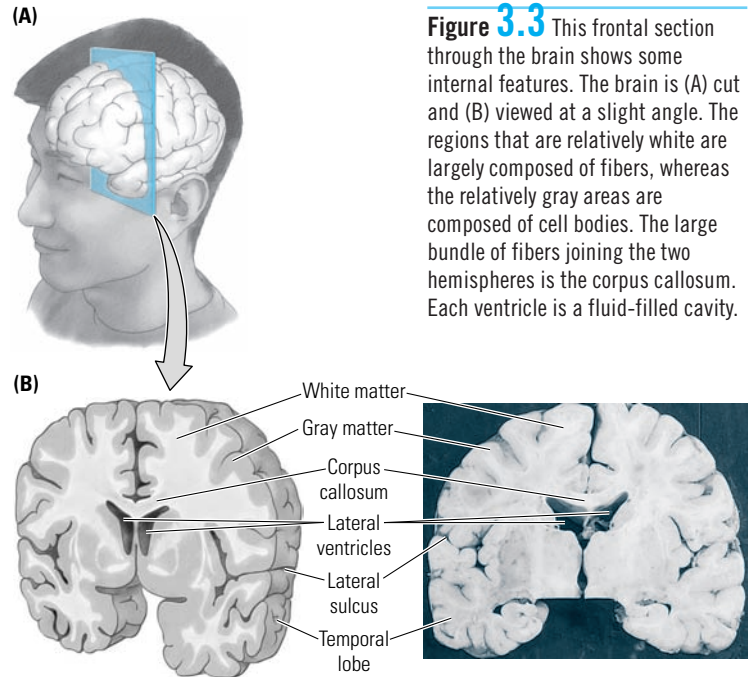 (A)
Figure 3.3 This frontal section
through the brain shows some
internal features. The brain is (A) cut
and (B) viewed at a slight angle. The
regions that are relatively white are
largely composed of fibers, whereas
the relatively gray areas are
composed of cell bodies. The large
bundle of fibers joining the two
hemispheres is the corpus callosum.
Each ventricle is a fluid-filled cavity.
(B)
White matter
Gray matter
Corpus
callosum
Lateral
ventricles
Lateral
sulcus
Temporal
lobe